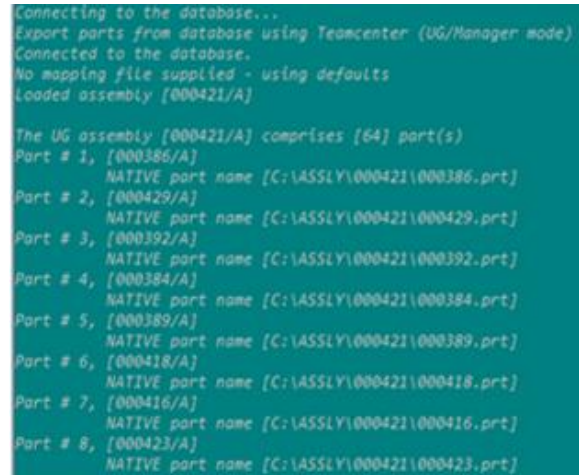 Connecting to the database...
Export parts from database using Teamcenter (UG/Manager mode)
Connected to the database.
No mapping file supplied - using defaults
Loaded assembly [000421/A]
The UG assembly [000421/A] comprises [64] part(s)
Part # 1, [000386/A]
NATIVE part name [C:\ASSLY\000421\000386.prt]
Part # 2, [000429/A]
NATIVE part name [C:\ASSLY\000421\000429.prt]
Part # 3, [000392/A]
NATIVE part name [C:\ASSLY\000421\000392.prt]
Part # 4, [000384/A]
NATIVE part name [C:\ASSLY\000421\000384.prt]
Part # 5, [000389/A]
NATIVE part name [C:\ASSLY\000421\000389.prt]
Part # 6, [000418/A]
NATIVE part name [C:\ASSLY\000421\000418.prt]
Part # 7, [000416/A]
NATIVE part name [C:\ASSLY\000421\000416.prt]
Part # 8, [000423/A]
NATIVE part name [C:\ASSLY\000421\000423.prt]